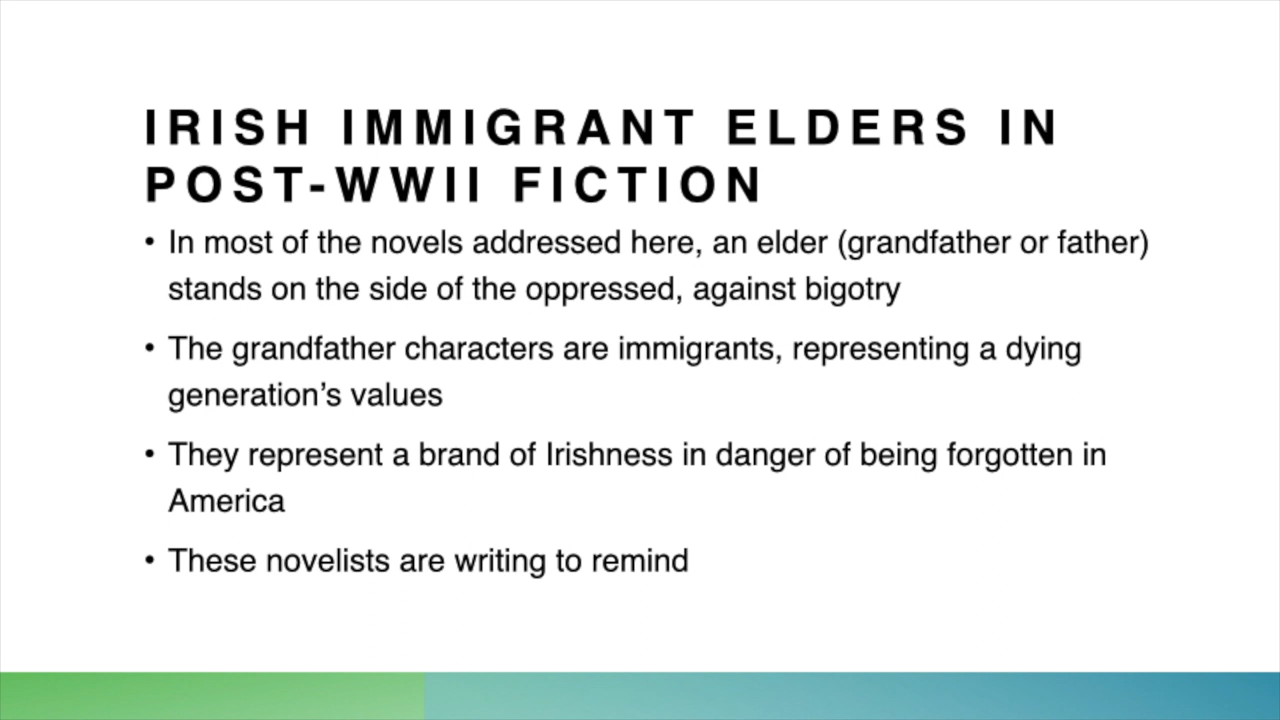 IRISH IMMIGRANT ELDERS IN
POST-WWII FICTION
• In most of the novels addressed here, an elder (grandfather or father)
stands on the side of the oppressed, against bigotry
• The grandfather characters are immigrants, representing a dying
generation’s values
• They represent a brand of Irishness in danger of being forgotten in
America
• These novelists are writing to remind